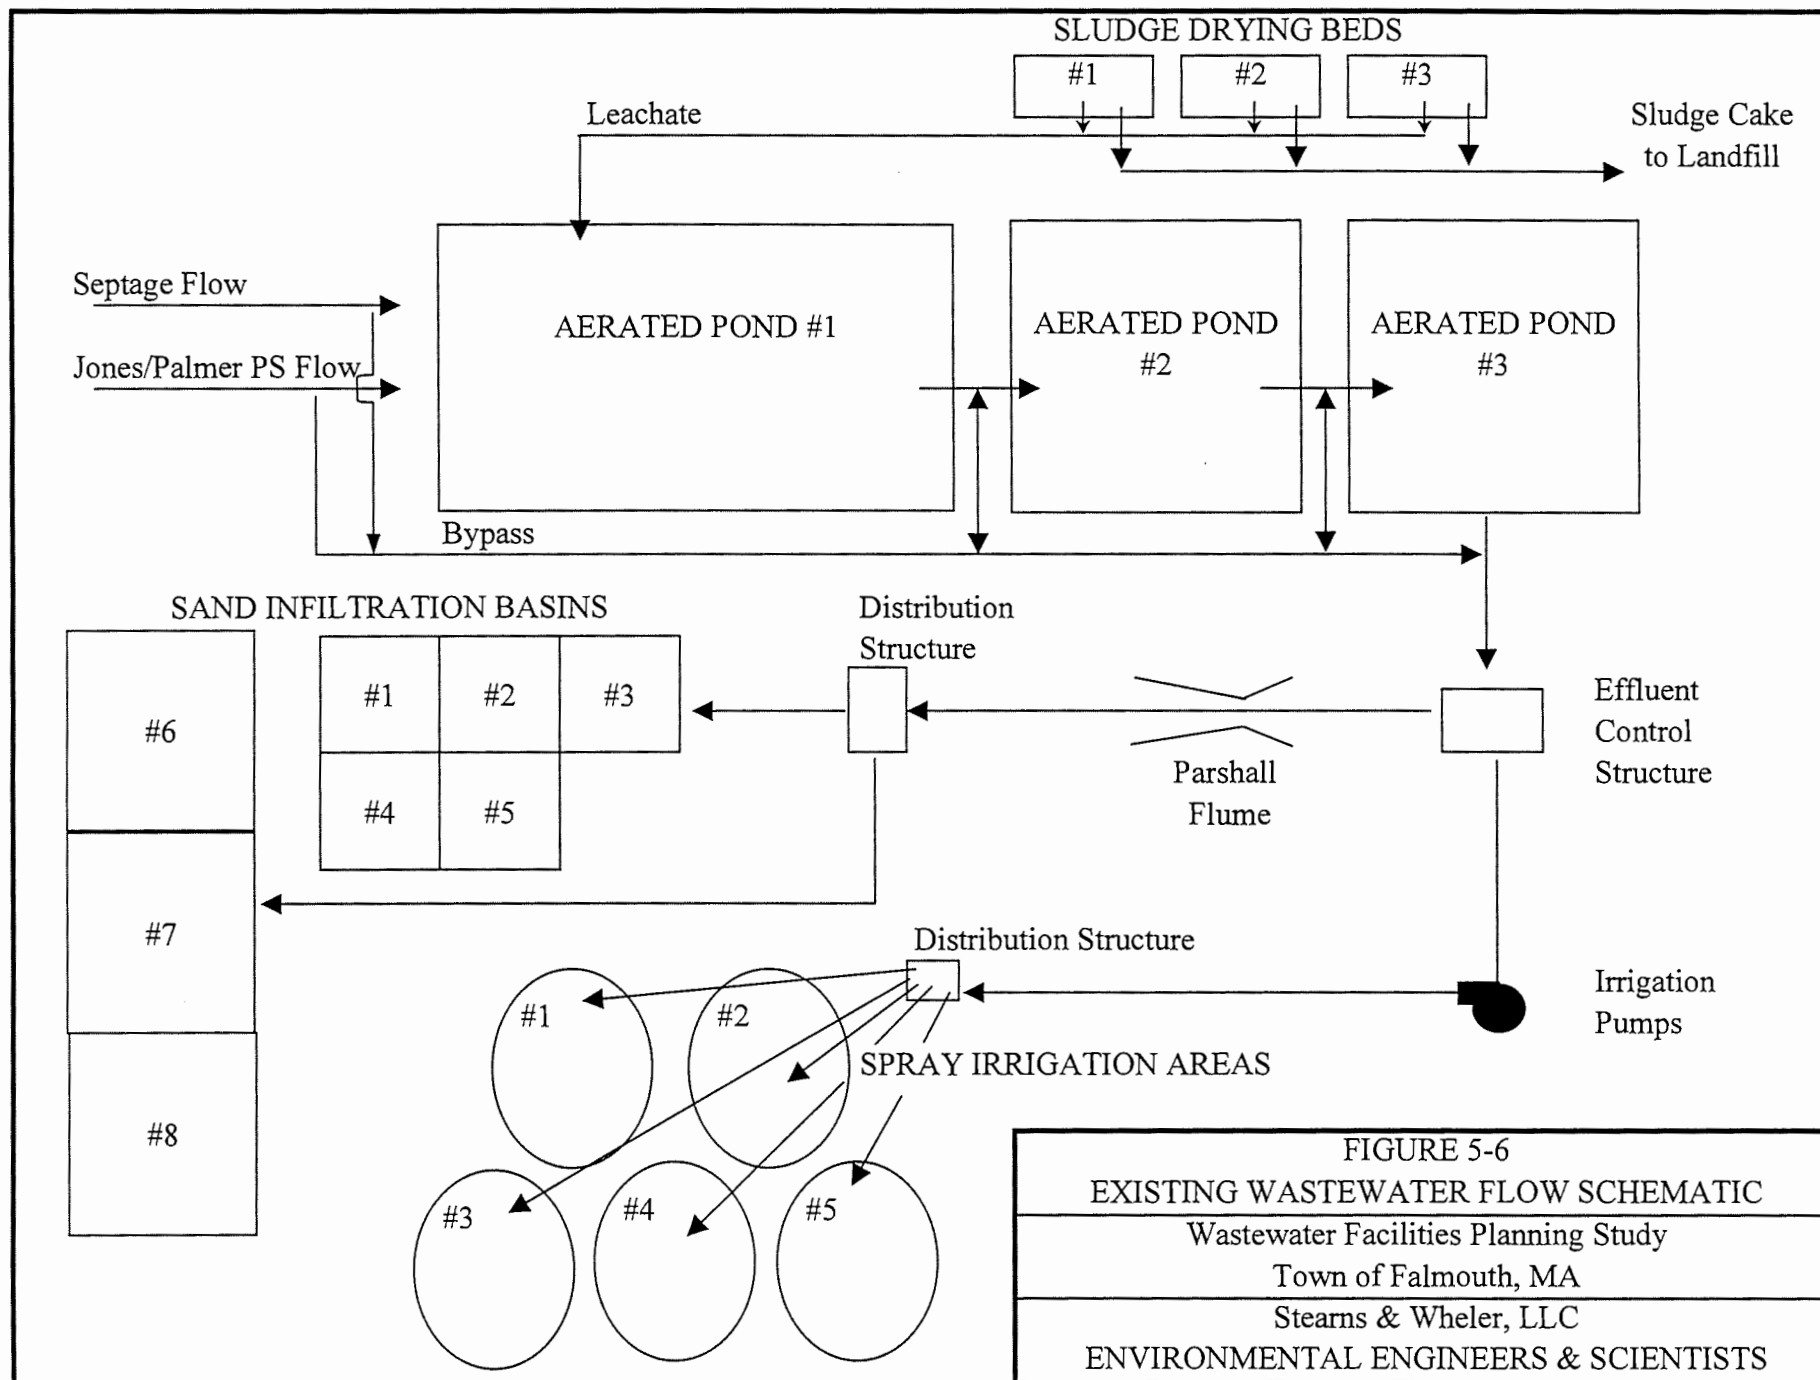 SLUDGE DRYING BEDS
#1
#2
#3
Leachate
Sludge Cake
to Landfill
Septage Flow
Jones/Palmer PS Flow
AERATED POND #1
AERATED POND
#2
AERATED POND
#3
Bypass
SAND INFILTRATION BASINS
#1
#2
#3
#4
#5
#6
#7
#8
Distribution
Structure
Parshall
Flume
Effluent
Control
Structure
Distribution Structure
Irrigation
Pumps
#1
#2
SPRAY IRRIGATION AREAS
#3
#4
#5
FIGURE 5-6
EXISTING WASTEWATER FLOW SCHEMATIC
Wastewater Facilities Planning Study
Town of Falmouth, MA
Stearns & Wheler, LLC
ENVIRONMENTAL ENGINEERS & SCIENTISTS